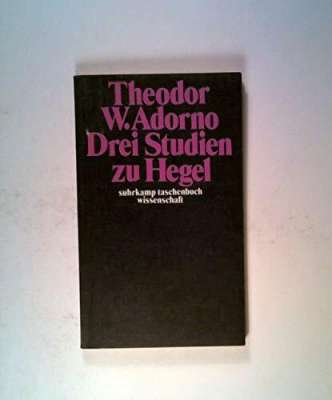 Theodor
W. Adorno
Drei Studien
zu Hegel
suhrkamp taschenbuch
wissenschaft